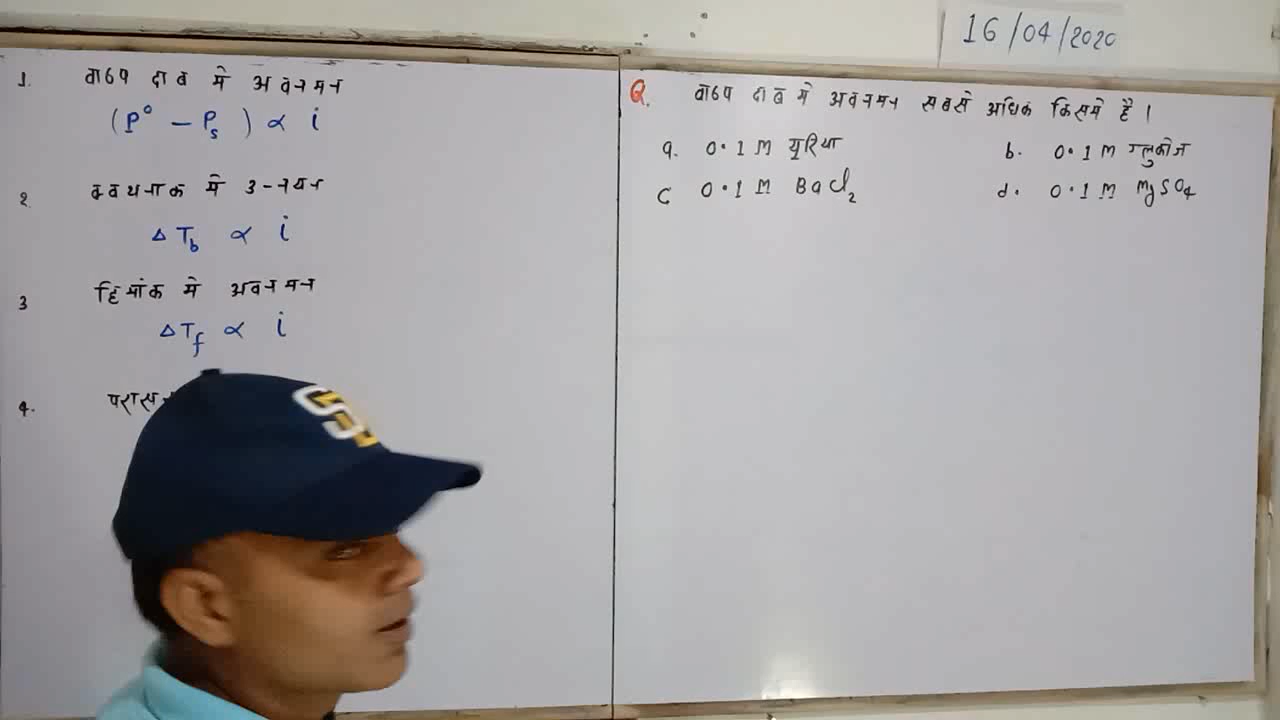 16/04/2020
1. वाष्प दाब मे अवनमन
(P° – Ps) ∝ i
2. क्वथनाक मे उन्नयन
ΔTb ∝ i
3 हिमांक मे अवनमन
ΔTf ∝ i
4.
Q. वाष्प दाब मे अवनमन सबसे अधिक किसमे है।
a. 0.1 M यूरिया b. 0.1 M ग्लुकोज
c 0.1 M BaCl₂ d. 0.1 M MgSO₄